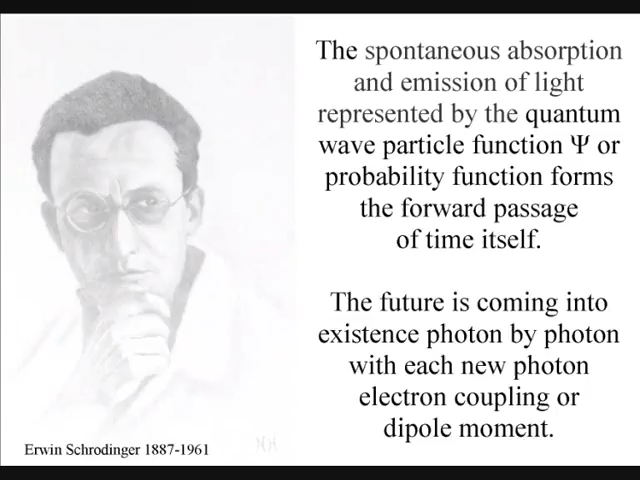 The spontaneous absorption
and emission of light
represented by the quantum
wave particle function Ψ or
probability function forms
the forward passage
of time itself.
The future is coming into
existence photon by photon
with each new photon
electron coupling or
dipole moment.
Erwin Schrodinger 1887-1961